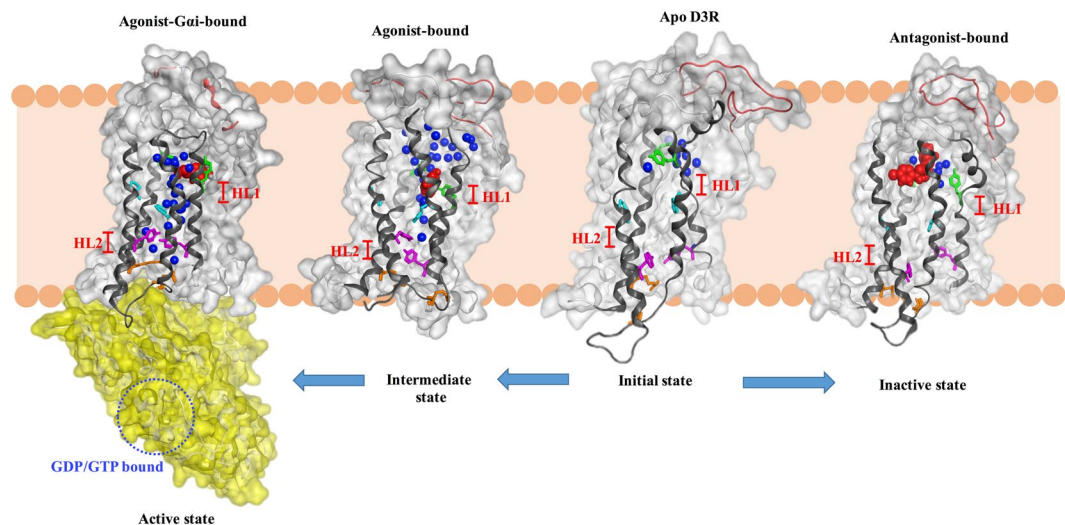 Agonist-Gαi-bound
Agonist-bound
Apo D3R
Antagonist-bound
HL1
HL2
HL1
HL2
HL1
HL2
HL1
HL2
Intermediate
state
Initial state
Inactive state
GDP/GTP bound
Active state